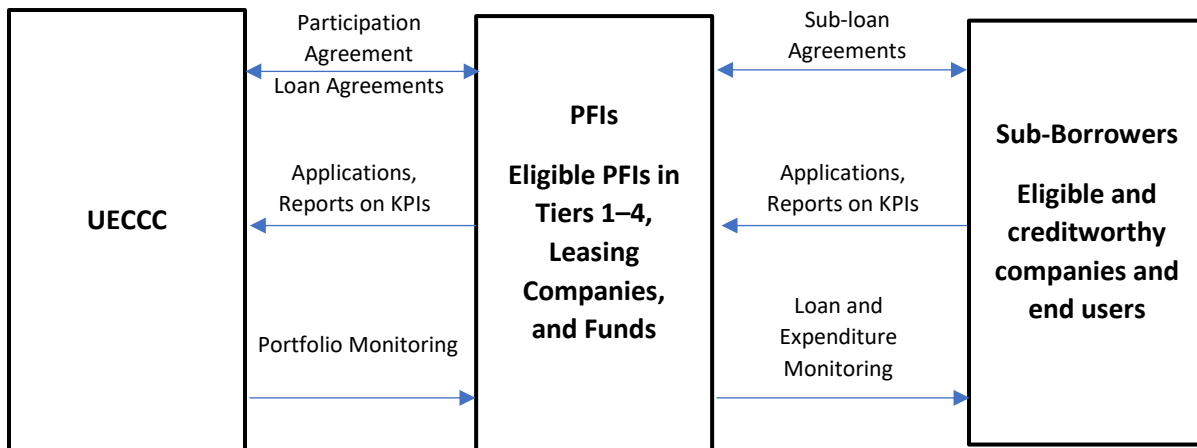 UECCC
Participation
Agreement
Loan Agreements
Applications,
Reports on KPIs
Portfolio Monitoring
PFIs
Eligible PFIs in
Tiers 1–4,
Leasing
Companies,
and Funds
Sub-loan
Agreements
Applications,
Reports on KPIs
Loan and
Expenditure
Monitoring
Sub-Borrowers
Eligible and
creditworthy
companies and
end users